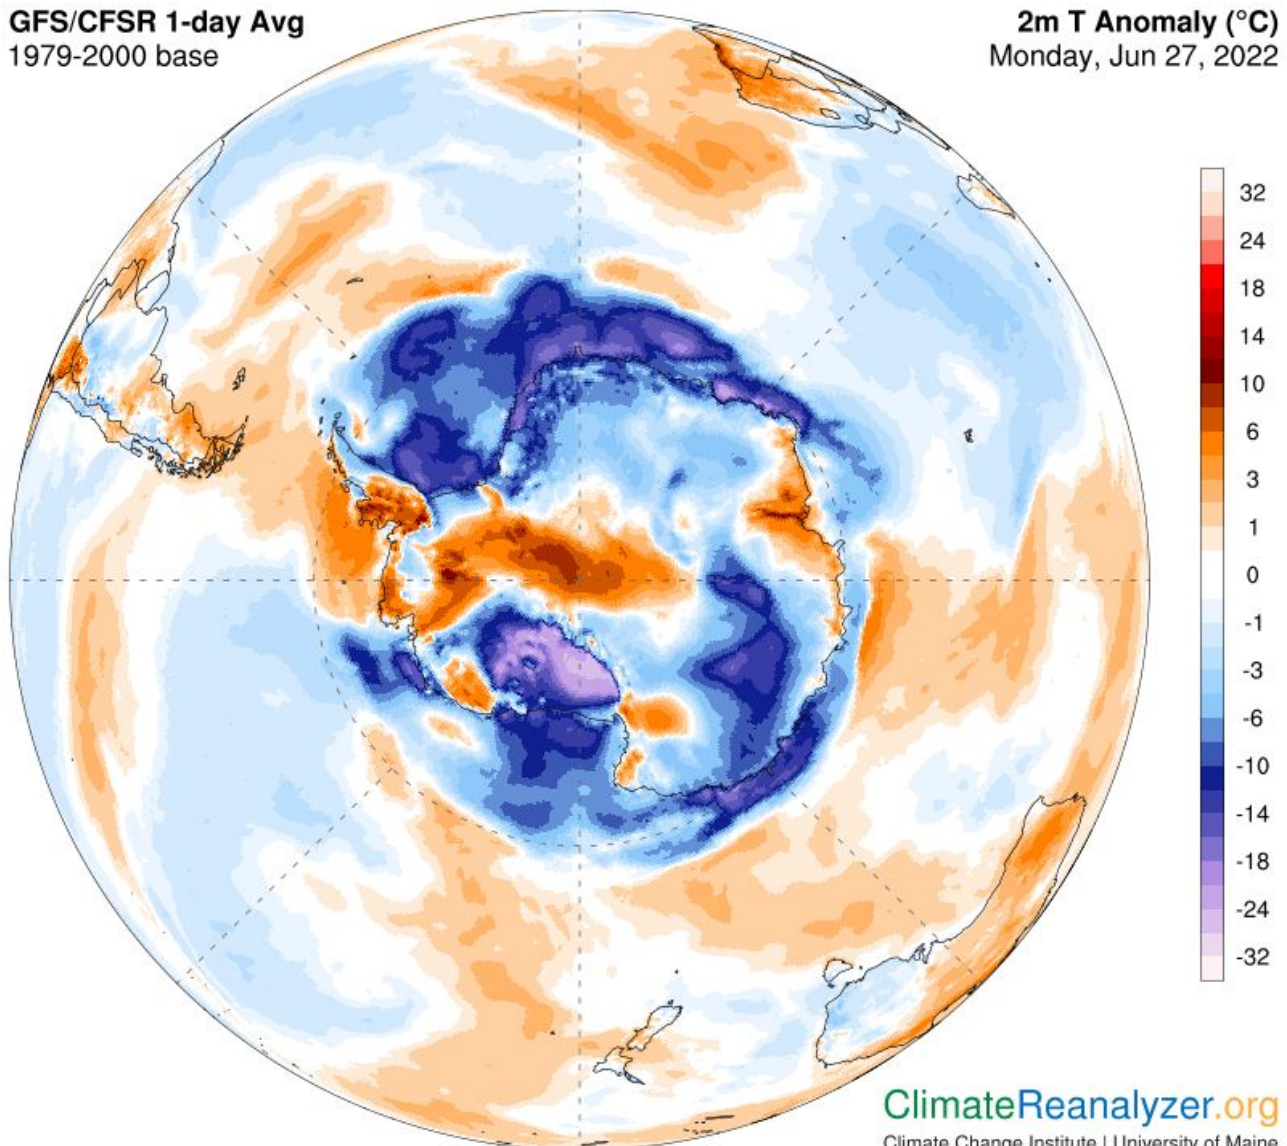 GFS/CFSR 1-day Avg
1979-2000 base
2m T Anomaly (°C)
Monday, Jun 27, 2022
32
24
18
14
10
6
3
1
0
-1
-3
-6
-10
-14
-18
-24
-32
ClimateReanalyzer.org
Climate Change Institute | University of Maine